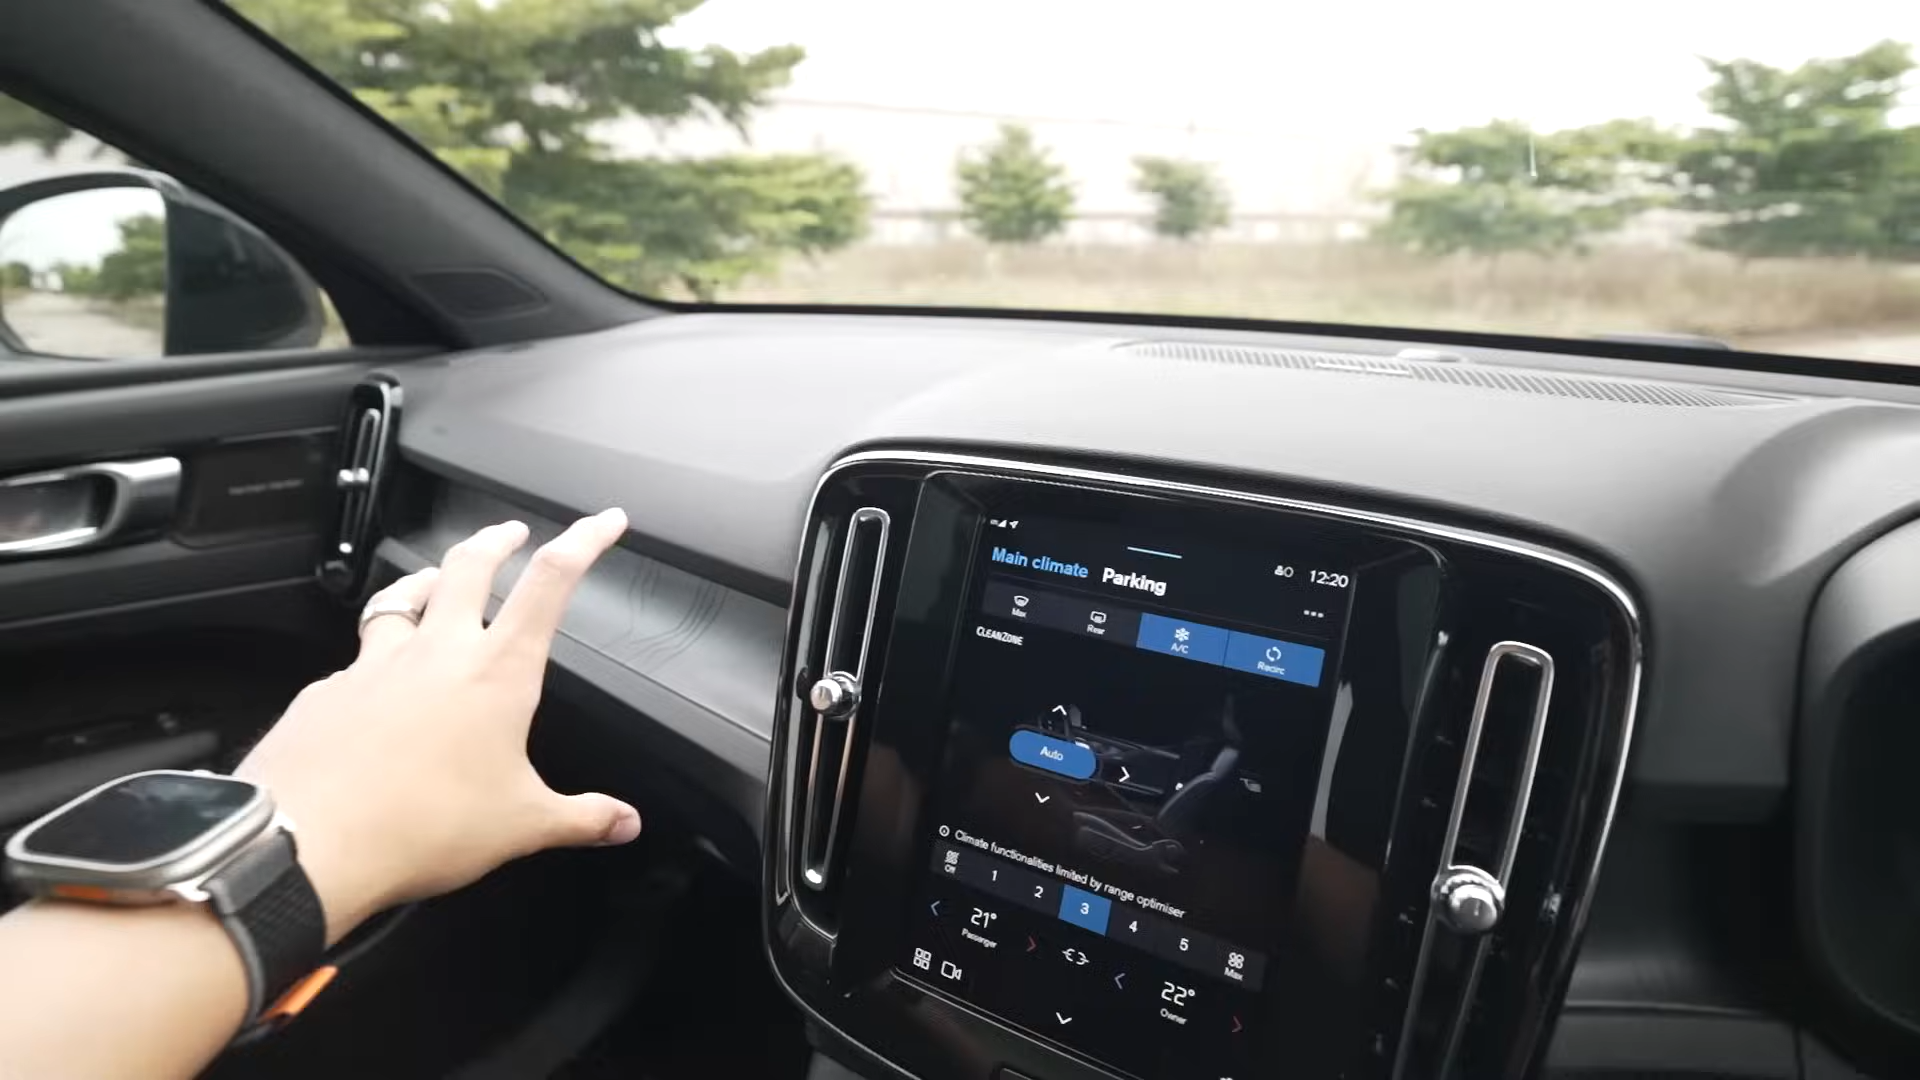 12:20
Main climate Parking
Max Rear A/C Recirc
CLEANZONE
Auto
Climate functionalities limited by range optimiser
Off 1 2 3 4 5 Max
21°
Passenger
22°
Owner